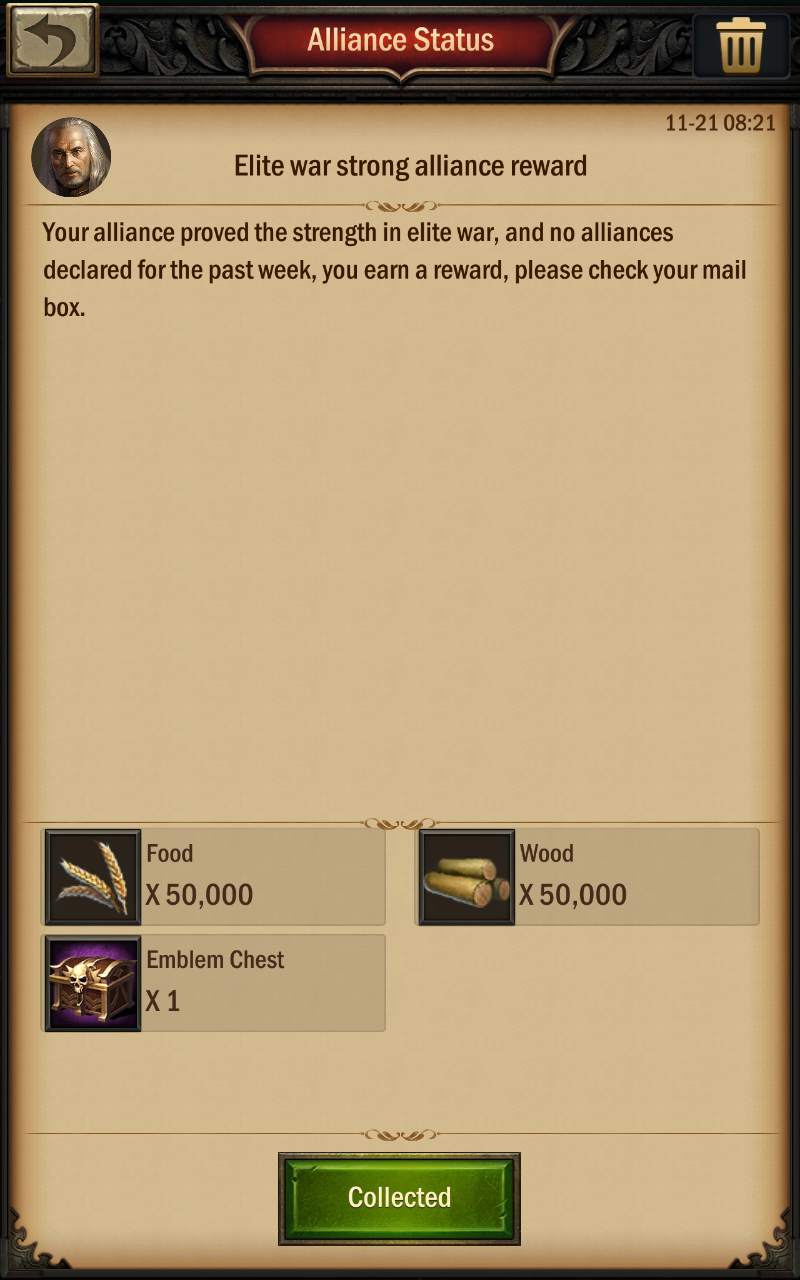 Alliance Status
11-21 08:21
Elite war strong alliance reward
Your alliance proved the strength in elite war, and no alliances
declared for the past week, you earn a reward, please check your mail
box.
Food
X 50,000
Wood
X 50,000
Emblem Chest
X 1
Collected